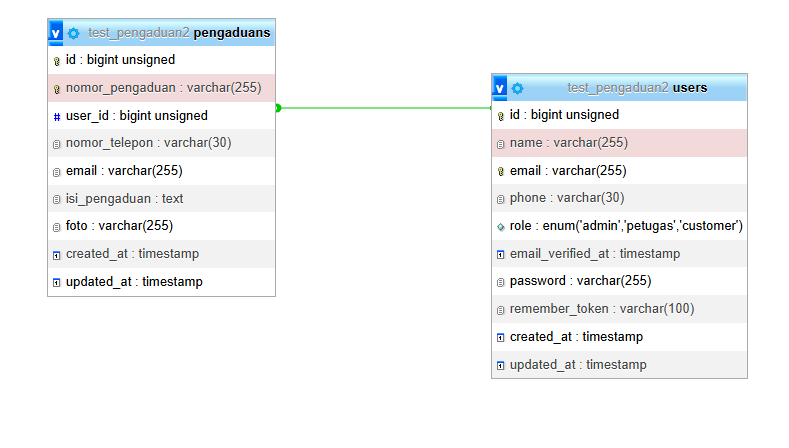 v test_pengaduan2 pengaduans
id : bigint unsigned
nomor_pengaduan : varchar(255)
# user_id : bigint unsigned
nomor_telepon : varchar(30)
email : varchar(255)
isi_pengaduan : text
foto : varchar(255)
created_at : timestamp
updated_at : timestamp
v test_pengaduan2 users
id : bigint unsigned
name : varchar(255)
email : varchar(255)
phone : varchar(30)
role : enum('admin','petugas','customer')
email_verified_at : timestamp
password : varchar(255)
remember_token : varchar(100)
created_at : timestamp
updated_at : timestamp